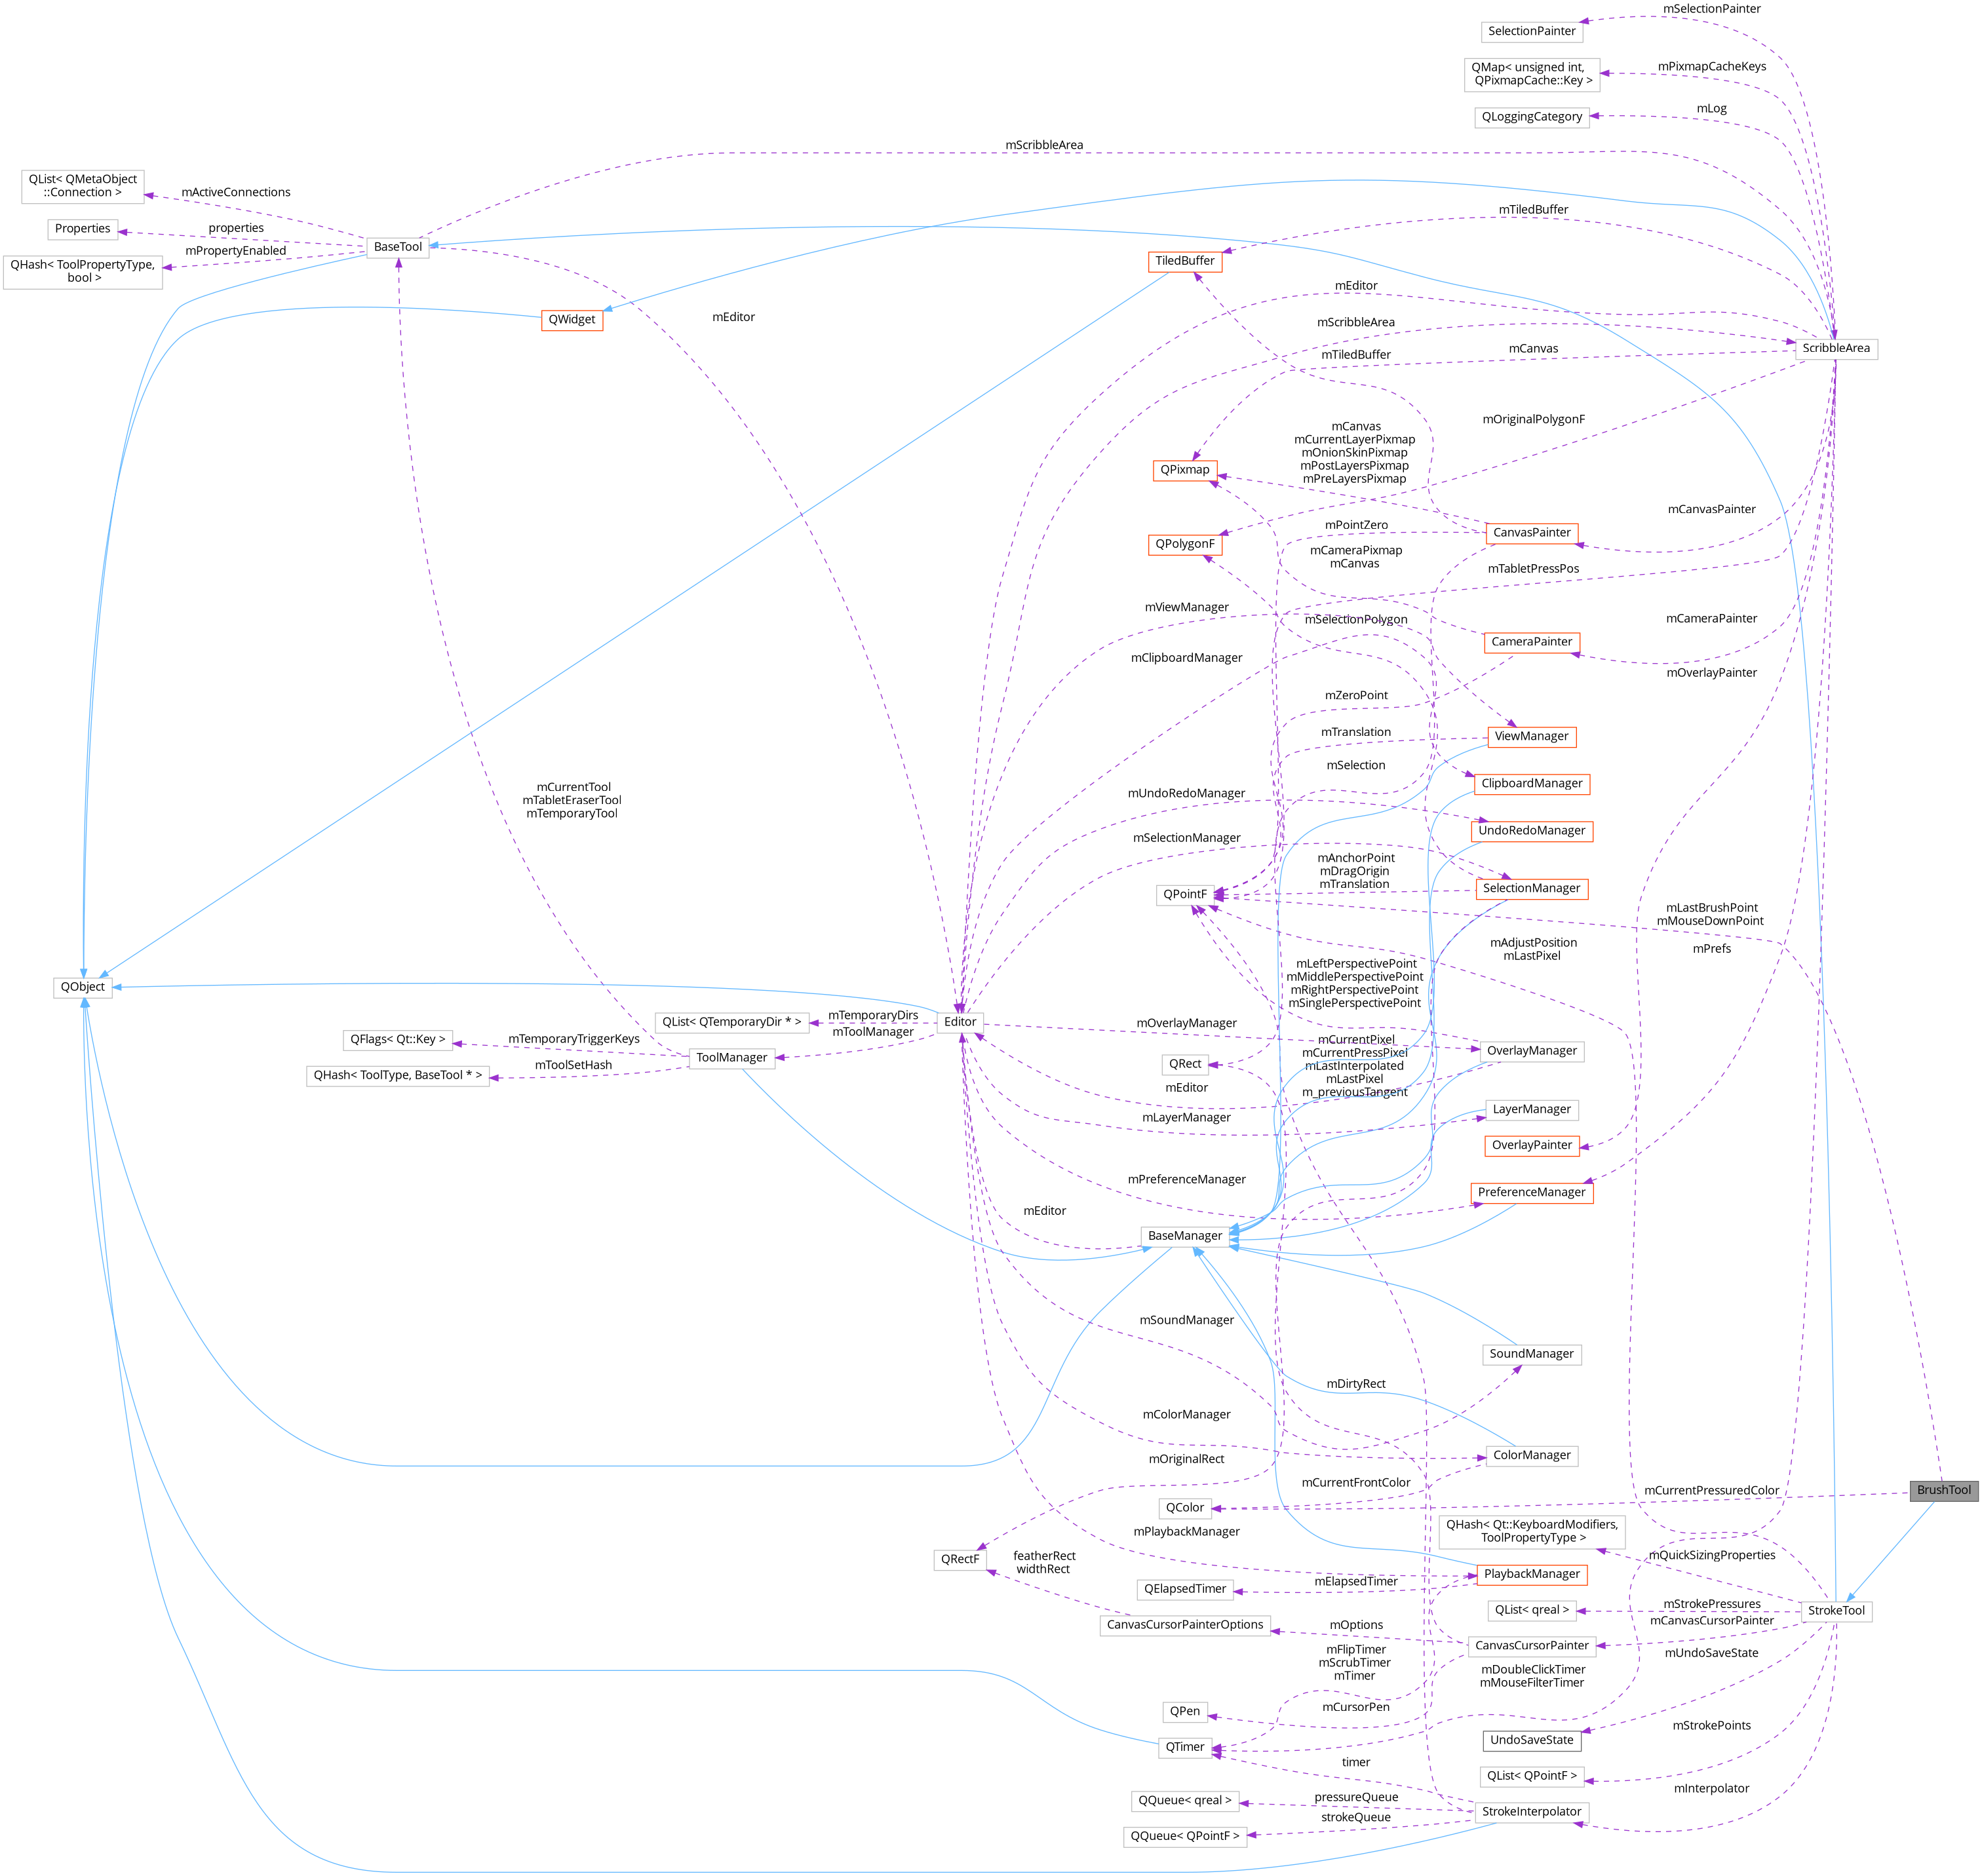 mSelectionPainter
SelectionPainter
QMap< unsigned int,
QPixmapCache::Key >
mPixmapCacheKeys
mLog
QLoggingCategory
mScribbleArea
QList< QMetaObject
::Connection >
mActiveConnections
Properties
properties
BaseTool
mPropertyEnabled
QHash< ToolPropertyType,
bool >
mTiledBuffer
TiledBuffer
mEditor
QWidget
mEditor
mScribbleArea
mTiledBuffer
mCanvas
ScribbleArea
mOriginalPolygonF
mCanvas
mCurrentLayerPixmap
mOnionSkinPixmap
mPostLayersPixmap
mPreLayersPixmap
QPixmap
mCanvasPainter
mPointZero
CanvasPainter
QPolygonF
mCameraPixmap
mCanvas
mTabletPressPos
mViewManager
mSelectionPolygon
mCameraPainter
CameraPainter
mClipboardManager
mOverlayPainter
mZeroPoint
mTranslation
ViewManager
mSelection
ClipboardManager
mCurrentTool
mTabletEraserTool
mTemporaryTool
mUndoRedoManager
UndoRedoManager
mSelectionManager
mAnchorPoint
mDragOrigin
mTranslation
SelectionManager
QPointF
mLastBrushPoint
mMouseDownPoint
mAdjustPosition
mLastPixel
mPrefs
QObject
mLeftPerspectivePoint
mMiddlePerspectivePoint
mRightPerspectivePoint
mSinglePerspectivePoint
QList< QTemporaryDir * >
mTemporaryDirs
Editor
mOverlayManager
mToolManager
QFlags< Qt::Key >
mTemporaryTriggerKeys
ToolManager
mCurrentPixel
mCurrentPressPixel
mLastInterpolated
mLastPixel
m_previousTangent
OverlayManager
QRect
mToolSetHash
QHash< ToolType, BaseTool * >
mEditor
mLayerManager
LayerManager
OverlayPainter
mPreferenceManager
PreferenceManager
mEditor
BaseManager
mSoundManager
SoundManager
mDirtyRect
mColorManager
ColorManager
mOriginalRect
mCurrentFrontColor
mCurrentPressuredColor
BrushTool
QColor
QHash< Qt::KeyboardModifiers,
ToolPropertyType >
mPlaybackManager
QRectF
featherRect
widthRect
mQuickSizingProperties
PlaybackManager
mElapsedTimer
QElapsedTimer
QList< qreal >
mStrokePressures
StrokeTool
CanvasCursorPainterOptions
mOptions
mCanvasCursorPainter
CanvasCursorPainter
mFlipTimer
mScrubTimer
mTimer
mUndoSaveState
mDoubleClickTimer
mMouseFilterTimer
QPen
mCursorPen
mStrokePoints
UndoSaveState
QTimer
timer
QList< QPointF >
mInterpolator
QQueue< qreal >
pressureQueue
StrokeInterpolator
strokeQueue
QQueue< QPointF >